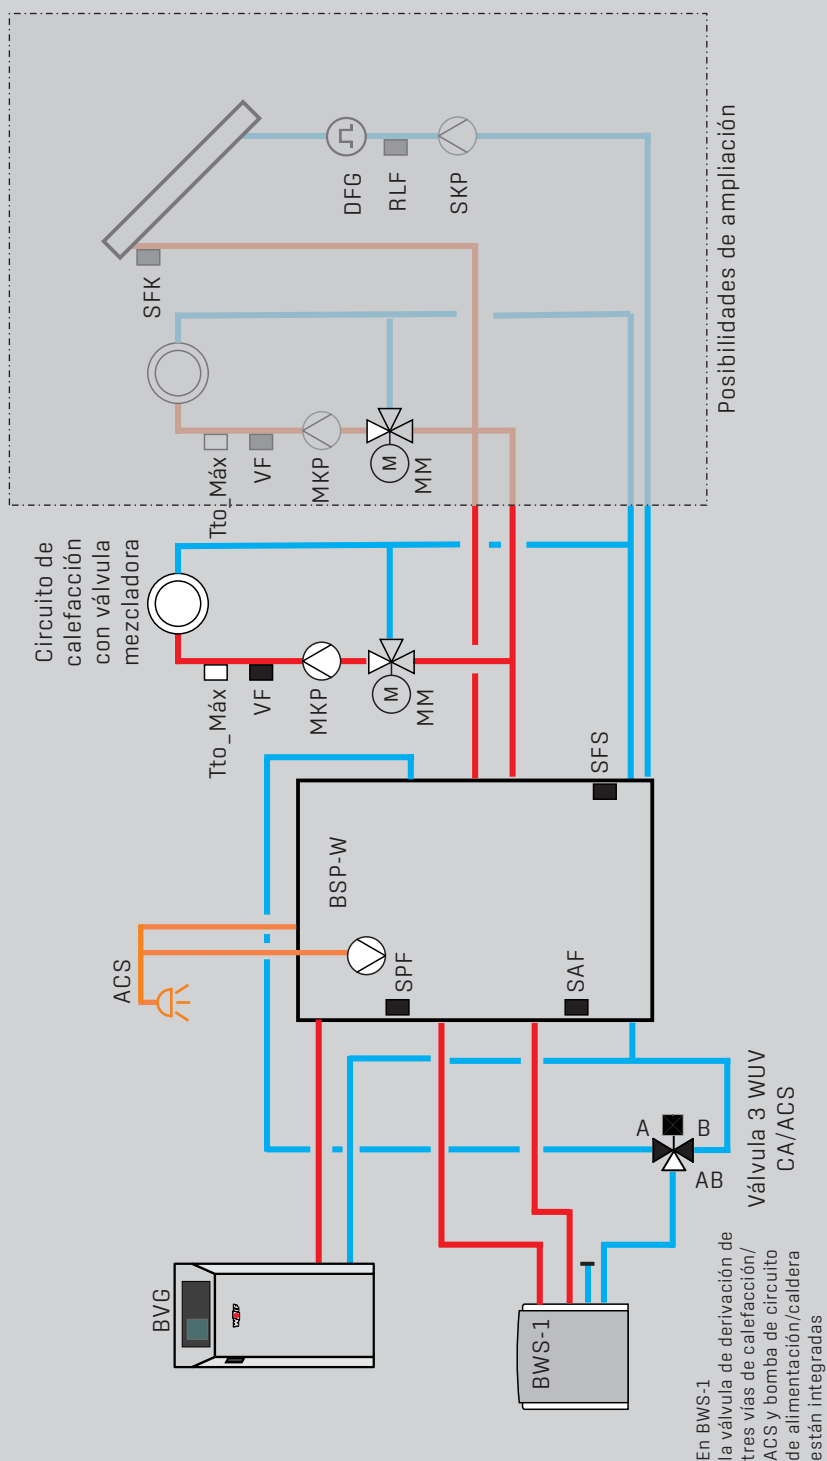 BVG
WOLF
ACS
Circuito de
calefacción
con válvula
mezcladora
Tto_Máx
VF
MKP
M
MM
Tto_Máx
VF
MKP
M
MM
SFK
DFG
RLF
SKP
Posibilidades de ampliación
BSP-W
SPF
SAF
SFS
BWS-1
A
B
AB
Válvula 3 WUV
CA/ACS
En BWS-1
la válvula de derivación de
tres vías de calefacción/
ACS y bomba de circuito
de alimentación/caldera
están integradas